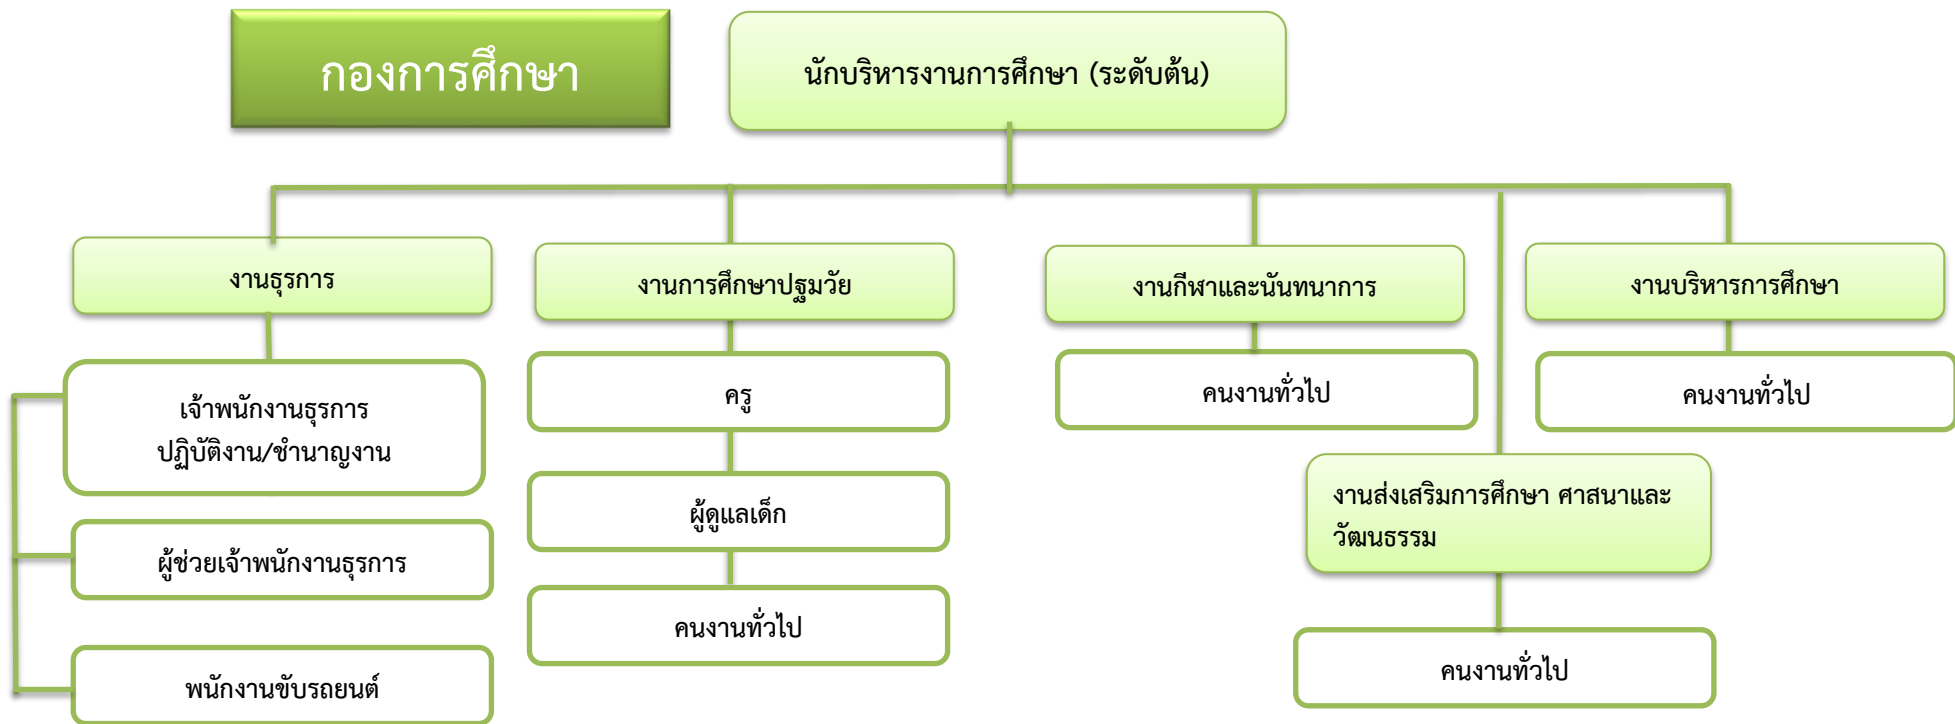 กองการศึกษา
นักบริหารงานการศึกษา (ระดับต้น)
งานธุรการ
งานการศึกษาปฐมวัย
งานกีฬาและนันทนาการ
งานบริหารการศึกษา
เจ้าพนักงานธุรการ
ปฏิบัติงาน/ชำนาญงาน
ครู
คนงานทั่วไป
คนงานทั่วไป
ผู้ดูแลเด็ก
งานส่งเสริมการศึกษา ศาสนาและ
วัฒนธรรม
ผู้ช่วยเจ้าพนักงานธุรการ
คนงานทั่วไป
คนงานทั่วไป
พนักงานขับรถยนต์